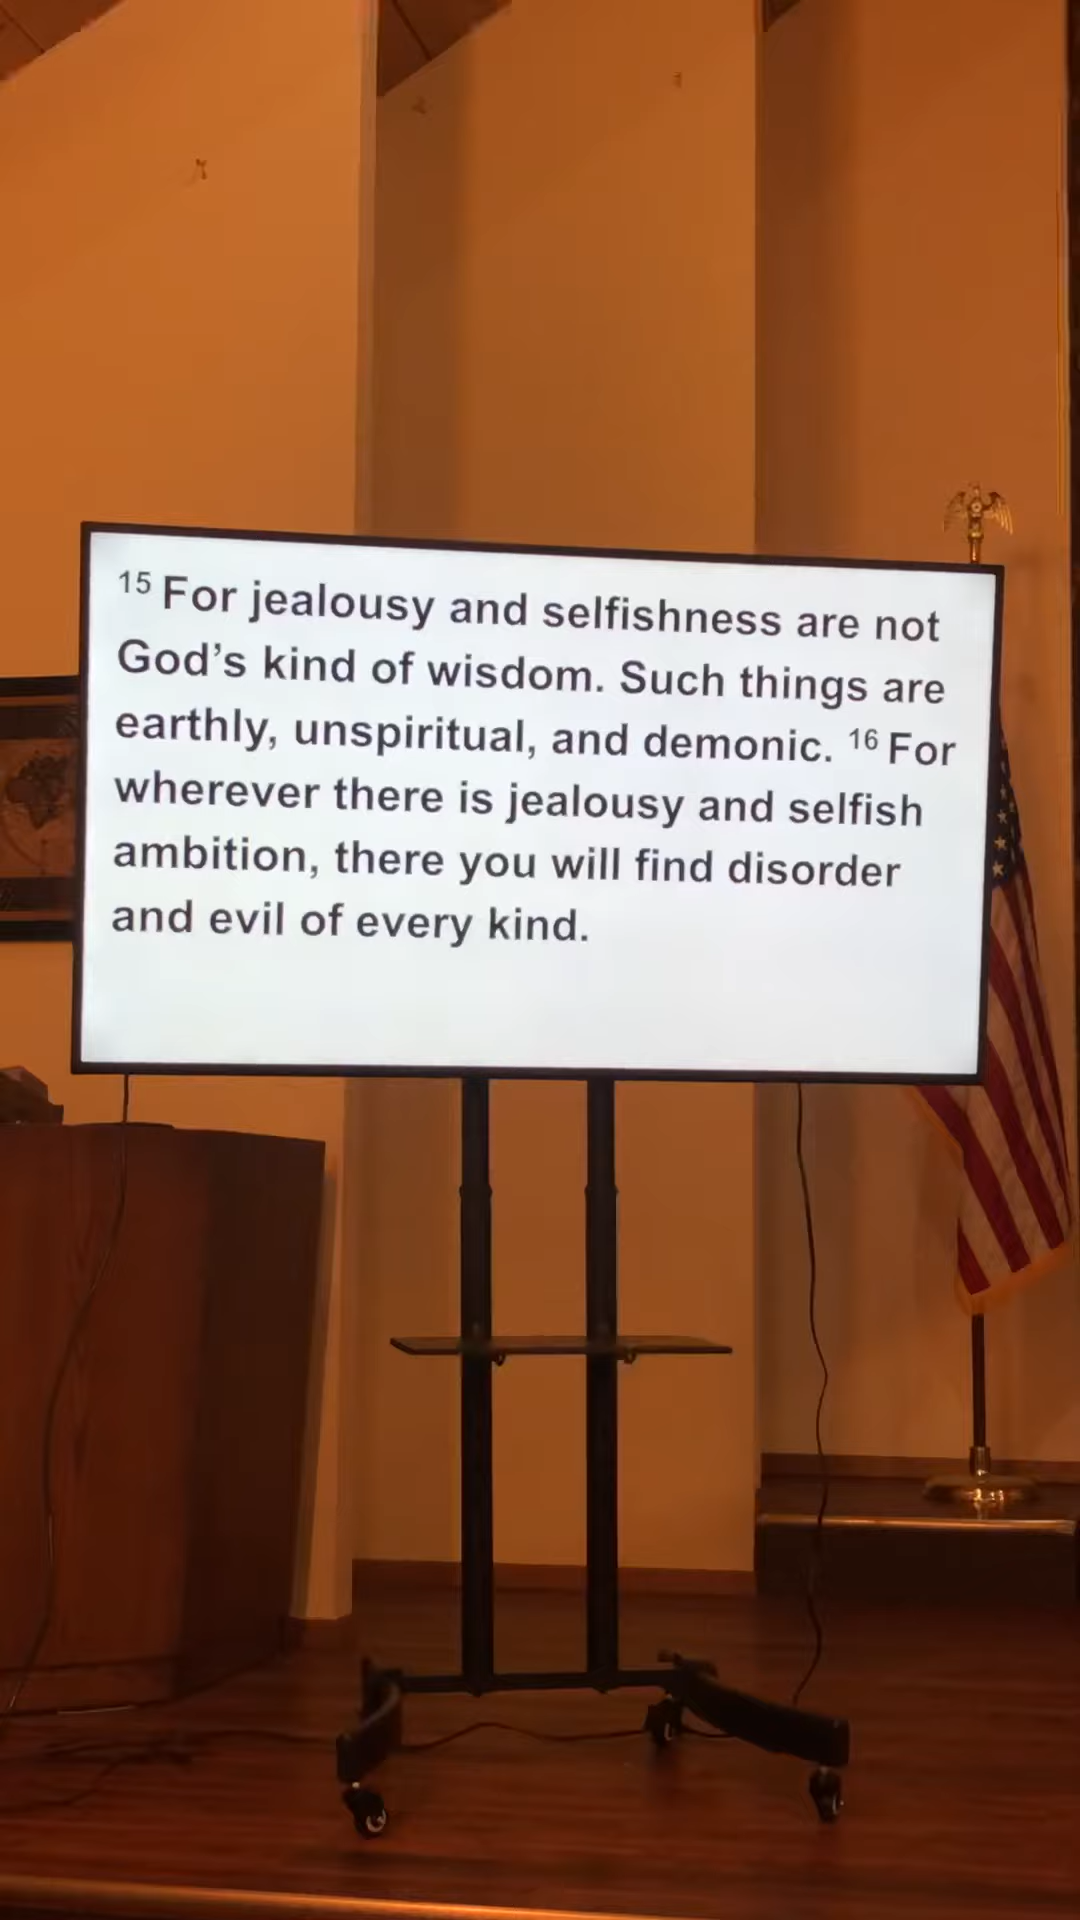 15 For jealousy and selfishness are not
God’s kind of wisdom. Such things are
earthly, unspiritual, and demonic. 16 For
wherever there is jealousy and selfish
ambition, there you will find disorder
and evil of every kind.